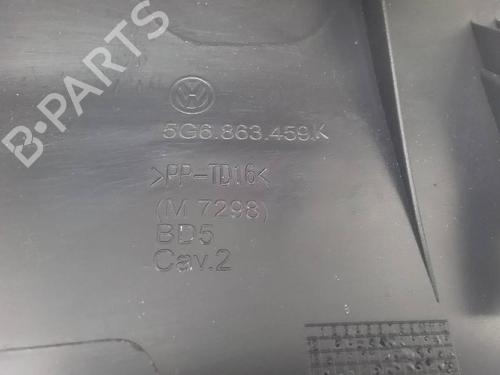 B-PARTS
5G6.863.459.K
>PP-TD16<
(M 7298)
BD5
Cav.2